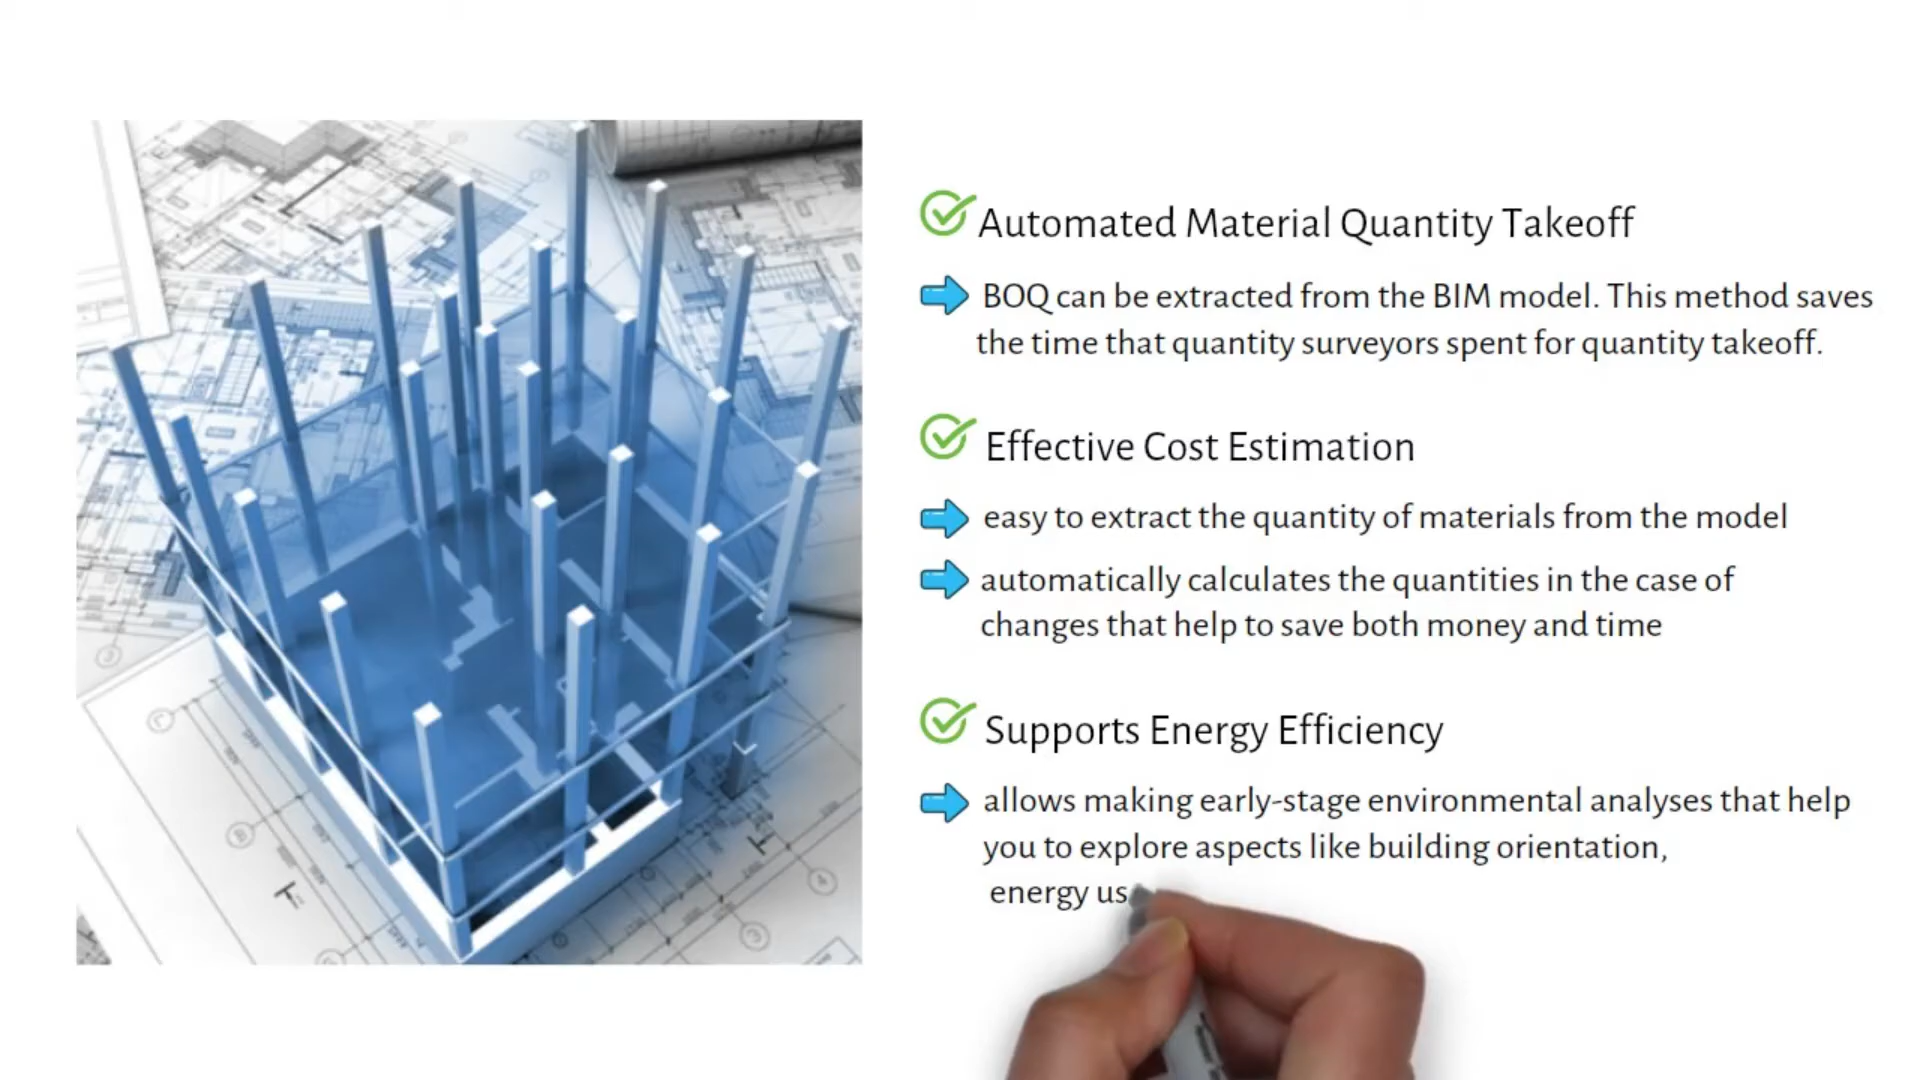 Automated Material Quantity Takeoff
BOQ can be extracted from the BIM model. This method saves
the time that quantity surveyors spent for quantity takeoff.
Effective Cost Estimation
easy to extract the quantity of materials from the model
automatically calculates the quantities in the case of
changes that help to save both money and time
Supports Energy Efficiency
allows making early-stage environmental analyses that help
you to explore aspects like building orientation,
energy us